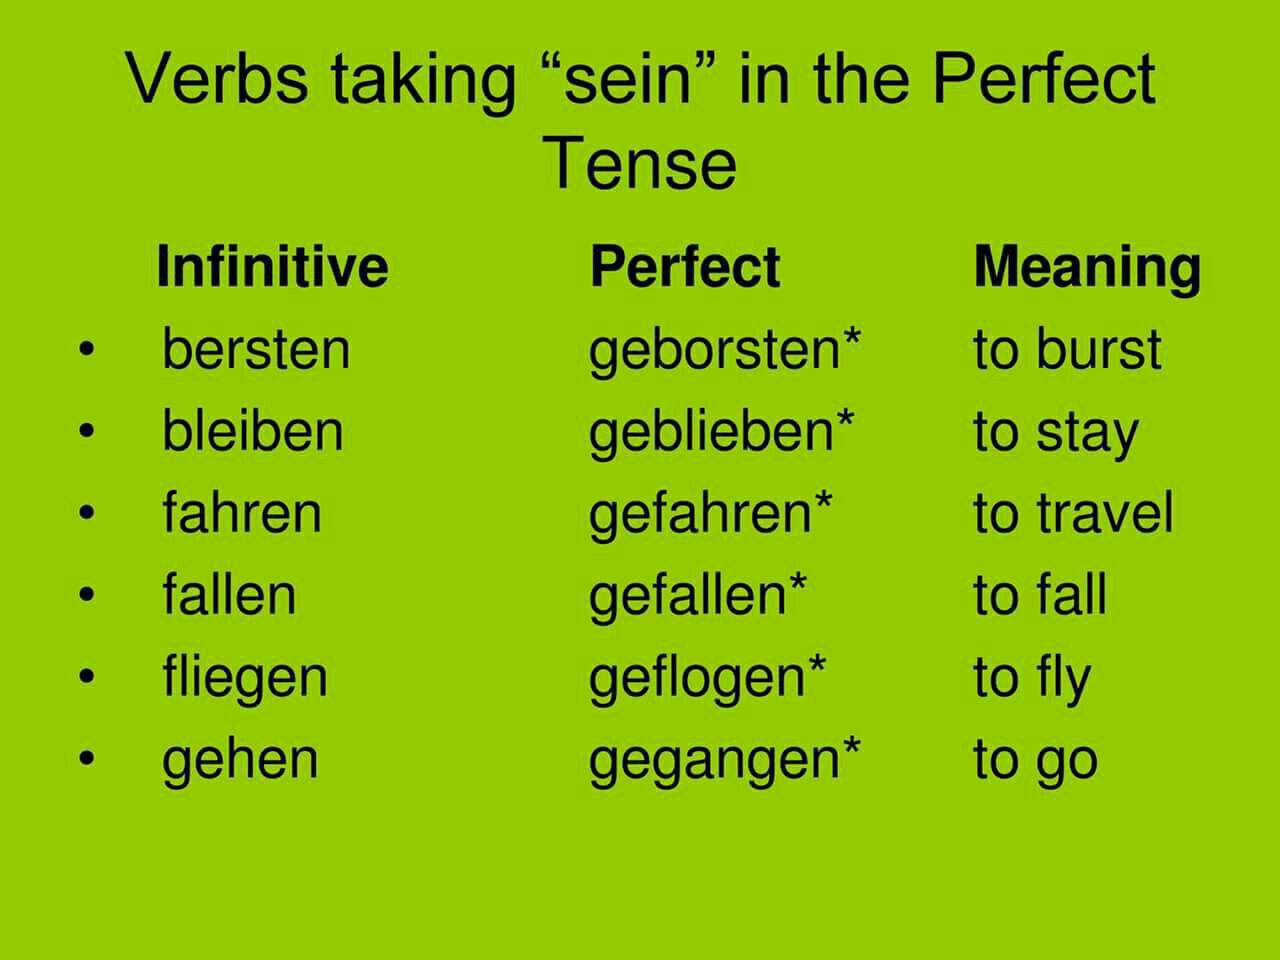 Verbs taking “sein” in the Perfect
Tense
Infinitive Perfect Meaning
• bersten geborsten* to burst
• bleiben geblieben* to stay
• fahren gefahren* to travel
• fallen gefallen* to fall
• fliegen geflogen* to fly
• gehen gegangen* to go